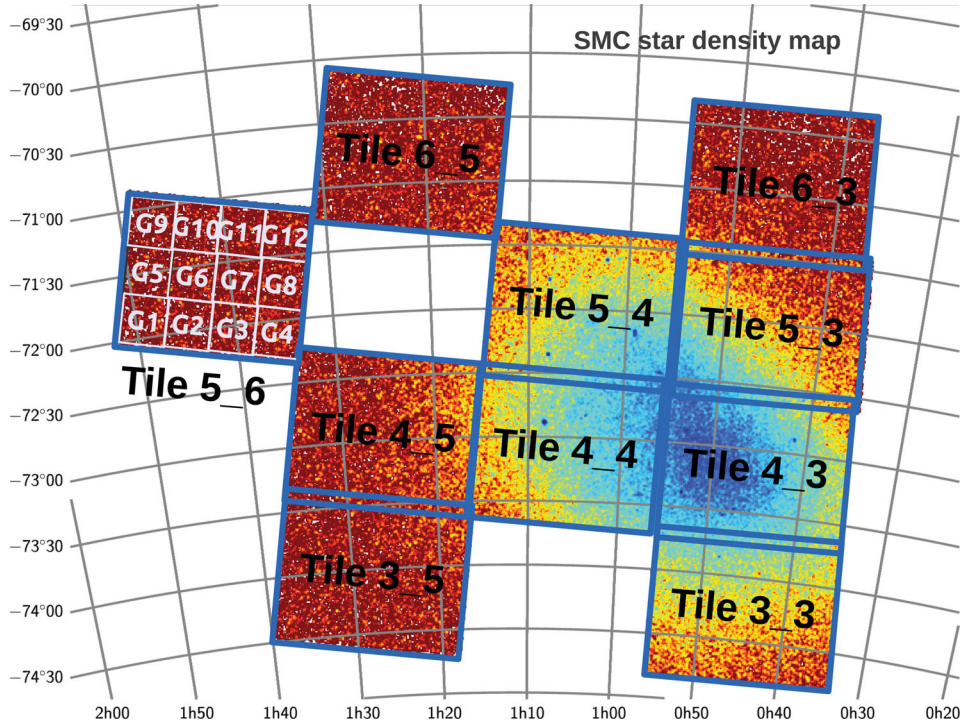 SMC star density map
−69°30
−70°00
−70°30
−71°00
−71°30
−72°00
−72°30
−73°00
−73°30
−74°00
−74°30
Tile 6_5
Tile 6_3
G9 G10 G11 G12
G5 G6 G7 G8
G1 G2 G3 G4
Tile 5_6
Tile 5_4
Tile 5_3
Tile 4_5
Tile 4_4
Tile 4_3
Tile 3_5
Tile 3_3
2h00 1h50 1h40 1h30 1h20 1h10 1h00 0h50 0h40 0h30 0h20